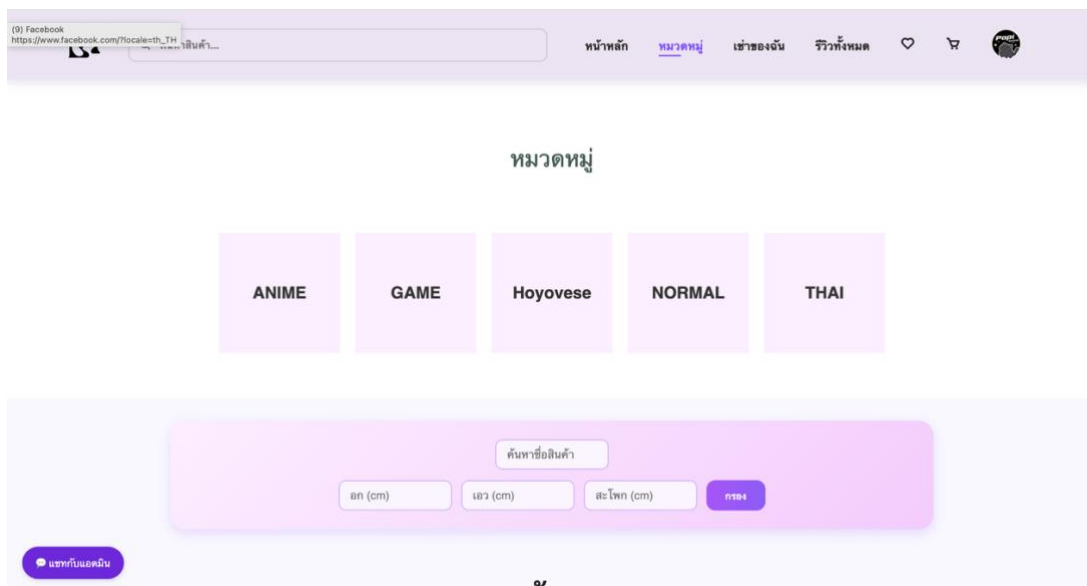 (9) Facebook
https://www.facebook.com/?locale=th_TH
หน้าหลัก หมวดหมู่ เช่าของฉัน รีวิวทั้งหมด
หมวดหมู่
ANIME GAME Hoyovese NORMAL THAI
ค้นหาชื่อสินค้า
อก (cm) เอว (cm) สะโพก (cm) กรอง
แชทกับแอดมิน